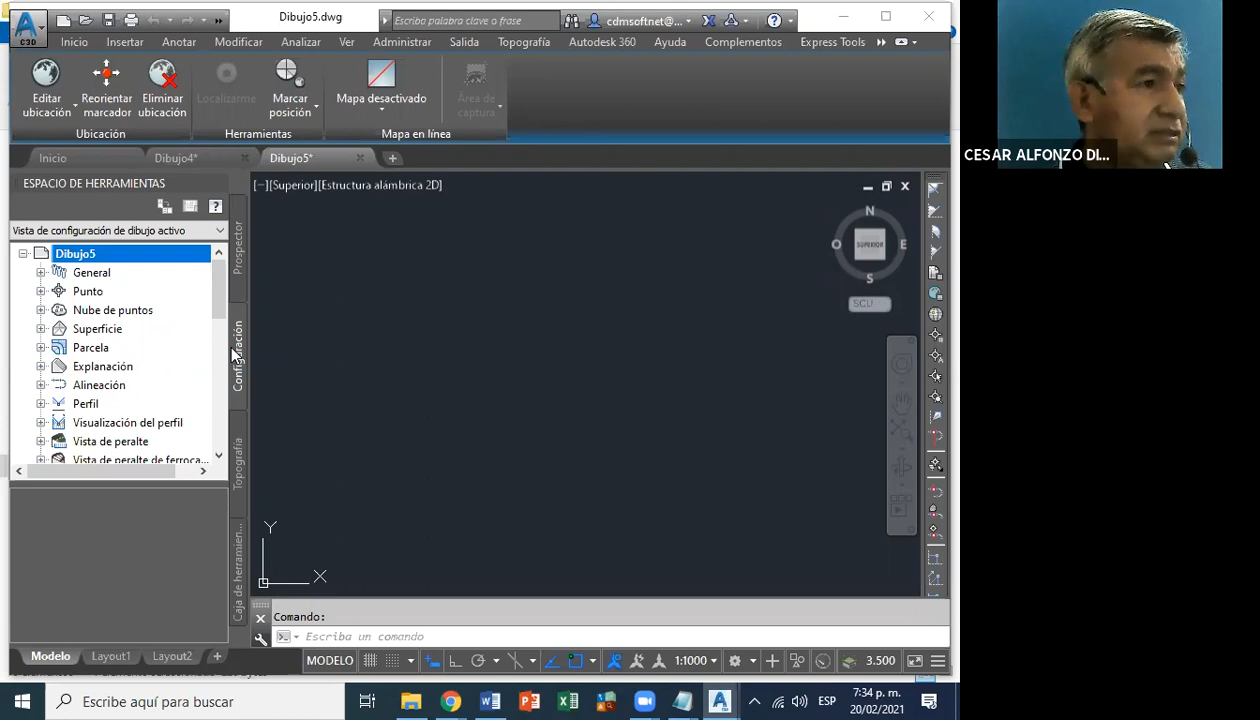 Dibujo5.dwg
Escribo palabra clave o frase
cdmsoftnet@...
C3D
Inicio Insertar Anotar Modificar Analizar Ver Administrar Salida Topografía Autodesk 360 Ayuda Complementos Express Tools
Editar ubicación
Reorientar marcador
Eliminar ubicación
Localizarme
Marcar posición
Mapa desactivado
Área de captura
Ubicación Herramientas Mapa en línea
Inicio Dibujo4* Dibujo5*
ESPACIO DE HERRAMIENTAS
[−][Superior][Estructura alámbrica 2D]
Vista de configuración de dibujo activo
Dibujo5
General
Punto
Nube de puntos
Superficie
Parcela
Explanación
Alineación
Perfil
Visualización del perfil
Vista de peralte
Vista de peralte de ferroca...
Prospector
Configuración
Topografía
Caja de herramien...
N
O SUPERIOR E
S
SCU
Y
X
CESAR ALFONZO DI...
Comando:
Escriba un comando
Modelo Layout1 Layout2 +
MODELO 1:1000 3.500
Escribe aquí para buscar
ESP
7:34 p. m.
20/02/2021